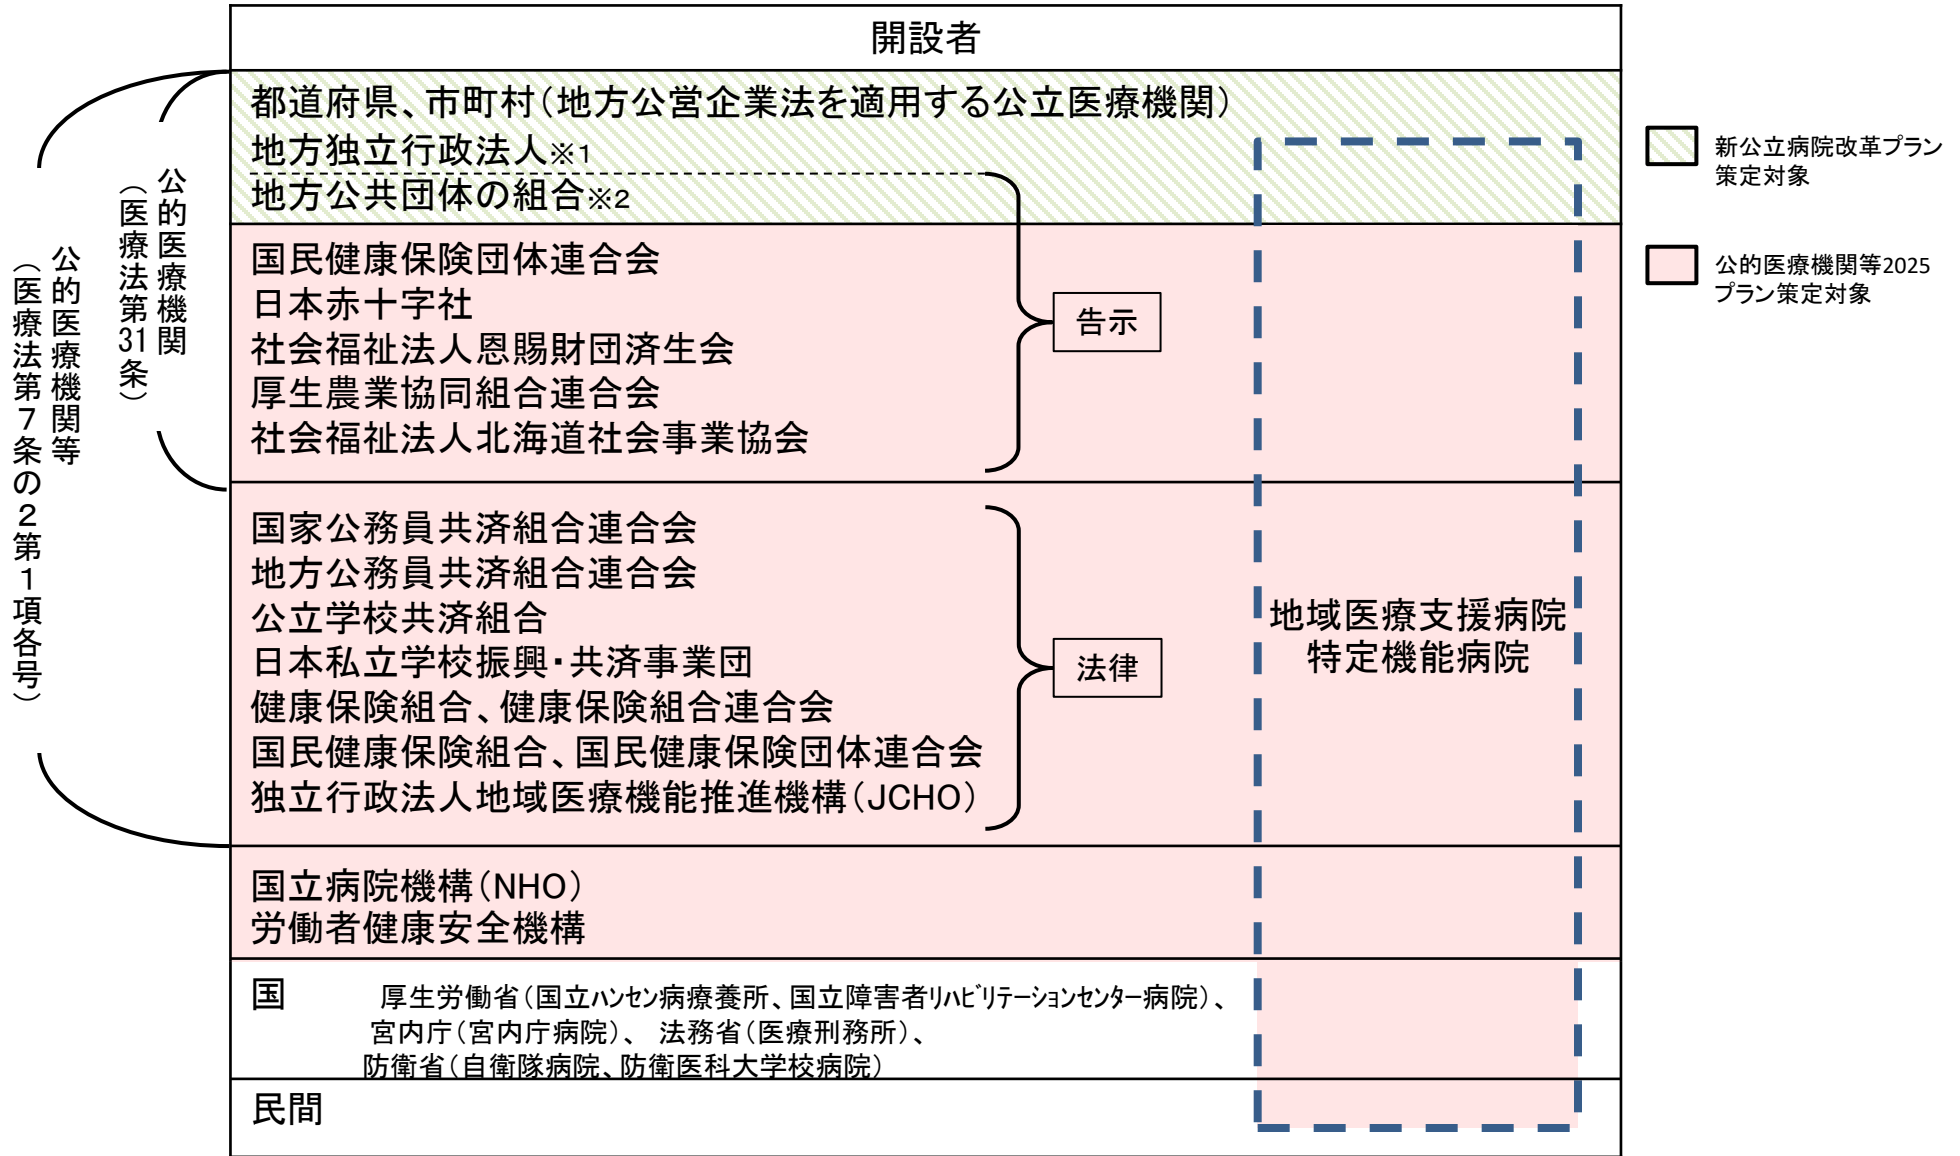 開設者
都道府県、市町村（地方公営企業法を適用する公立医療機関）
地方独立行政法人※1
地方公共団体の組合※2
国民健康保険団体連合会
日本赤十字社
社会福祉法人恩賜財団済生会
厚生農業協同組合連合会
社会福祉法人北海道社会事業協会
告示
国家公務員共済組合連合会
地方公務員共済組合連合会
公立学校共済組合
日本私立学校振興・共済事業団
健康保険組合、健康保険組合連合会
国民健康保険組合、国民健康保険団体連合会
独立行政法人地域医療機能推進機構（JCHO）
法律
地域医療支援病院
特定機能病院
国立病院機構（NHO）
労働者健康安全機構
国　厚生労働省（国立ﾊﾝｾﾝ病療養所、国立障害者ﾘﾊﾋﾞﾘﾃｰｼｮﾝｾﾝﾀｰ病院）、
宮内庁（宮内庁病院）、 法務省（医療刑務所）、
防衛省（自衛隊病院、防衛医科大学校病院）
民間
公的医療機関
（医療法第31条）
公的医療機関等
（医療法第７条の２第１項各号）
新公立病院改革プラン
策定対象
公的医療機関等2025
プラン策定対象